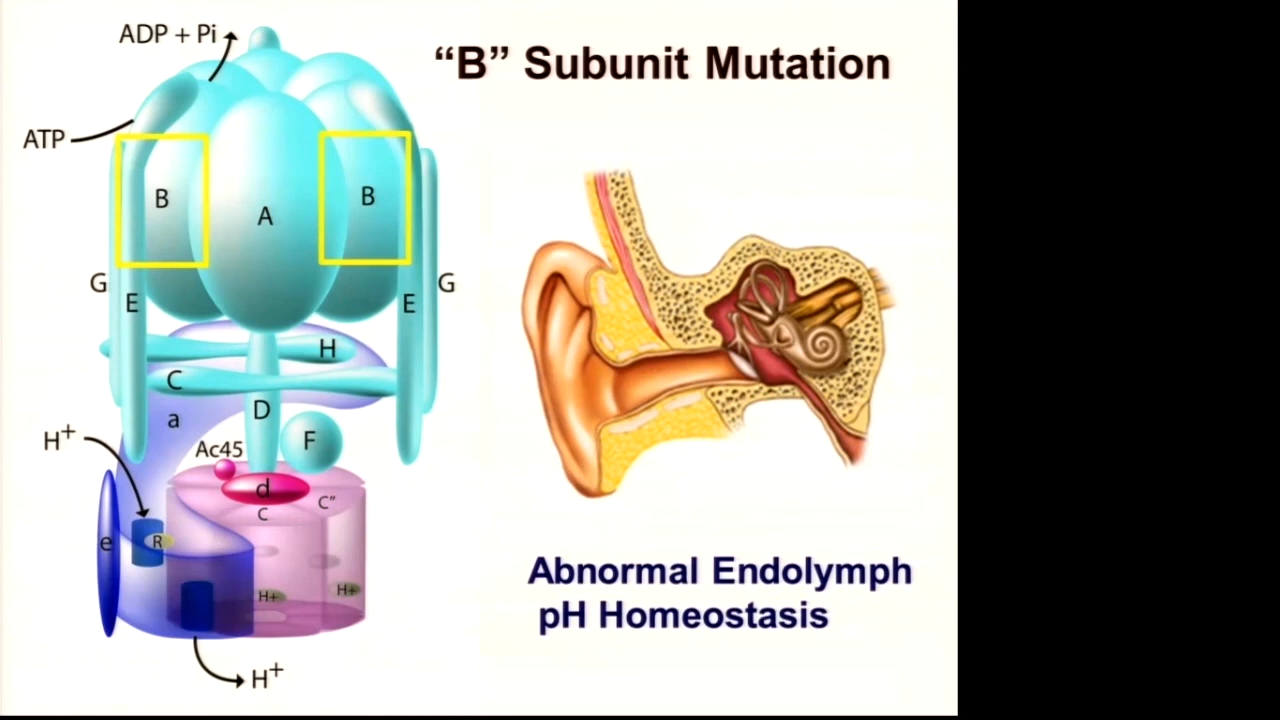 ADP + Pi
"B" Subunit Mutation
ATP
B
A
B
G
E
E
G
H
C
a
D
H+
Ac45
F
d
C
C"
e
R
H+
H+
H+
Abnormal Endolymph
pH Homeostasis